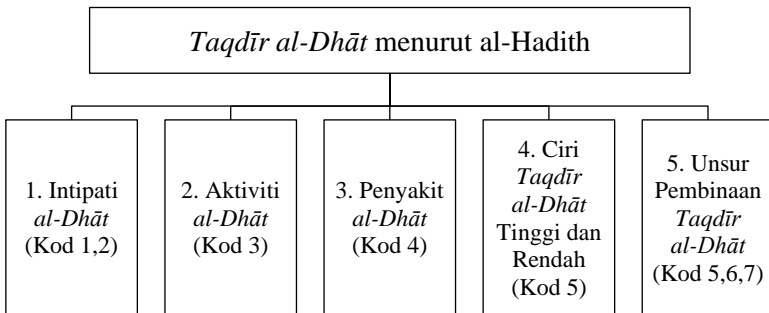 Taqdīr al-Dhāt menurut al-Hadith
1. Intipati
al-Dhāt
(Kod 1,2)
2. Aktiviti
al-Dhāt
(Kod 3)
3. Penyakit
al-Dhāt
(Kod 4)
4. Ciri
Taqdīr
al-Dhāt
Tinggi dan
Rendah
(Kod 5)
5. Unsur
Pembinaan
Taqdīr
al-Dhāt
(Kod 5,6,7)